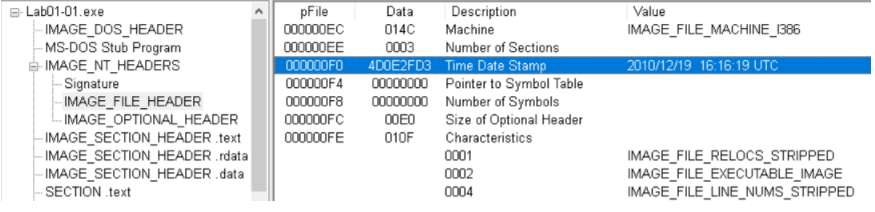 Lab01-01.exe
IMAGE_DOS_HEADER
MS-DOS Stub Program
IMAGE_NT_HEADERS
Signature
IMAGE_FILE_HEADER
IMAGE_OPTIONAL_HEADER
IMAGE_SECTION_HEADER .text
IMAGE_SECTION_HEADER .rdata
IMAGE_SECTION_HEADER .data
SECTION .text
pFile Data Description Value
000000EC 014C Machine IMAGE_FILE_MACHINE_I386
000000EE 0003 Number of Sections
000000F0 4D0E2FD3 Time Date Stamp 2010/12/19 16:16:19 UTC
000000F4 00000000 Pointer to Symbol Table
000000F8 00000000 Number of Symbols
000000FC 00E0 Size of Optional Header
000000FE 010F Characteristics
0001 IMAGE_FILE_RELOCS_STRIPPED
0002 IMAGE_FILE_EXECUTABLE_IMAGE
0004 IMAGE_FILE_LINE_NUMS_STRIPPED